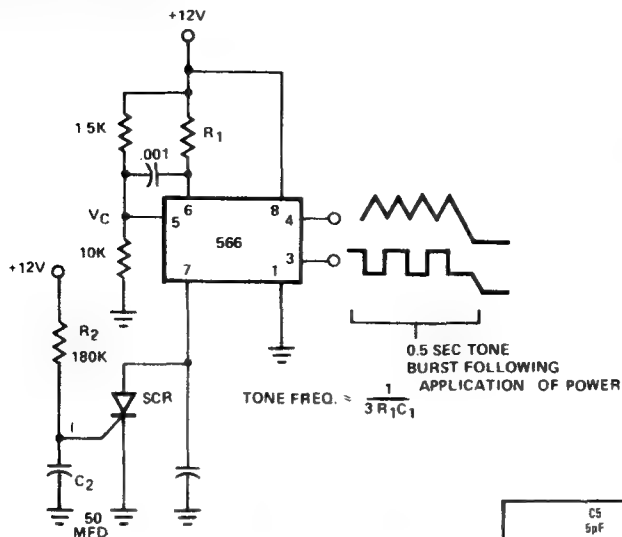 +12V
1 5K
R1
.001
6
8
VC
5
4
566
10K
3
+12V
7
1
R2
180K
0.5 SEC TONE
BURST FOLLOWING
APPLICATION OF POWER
SCR
TONE FREQ. ≈ 1
3 R1C1
C2
50
MFD
C5
5pF